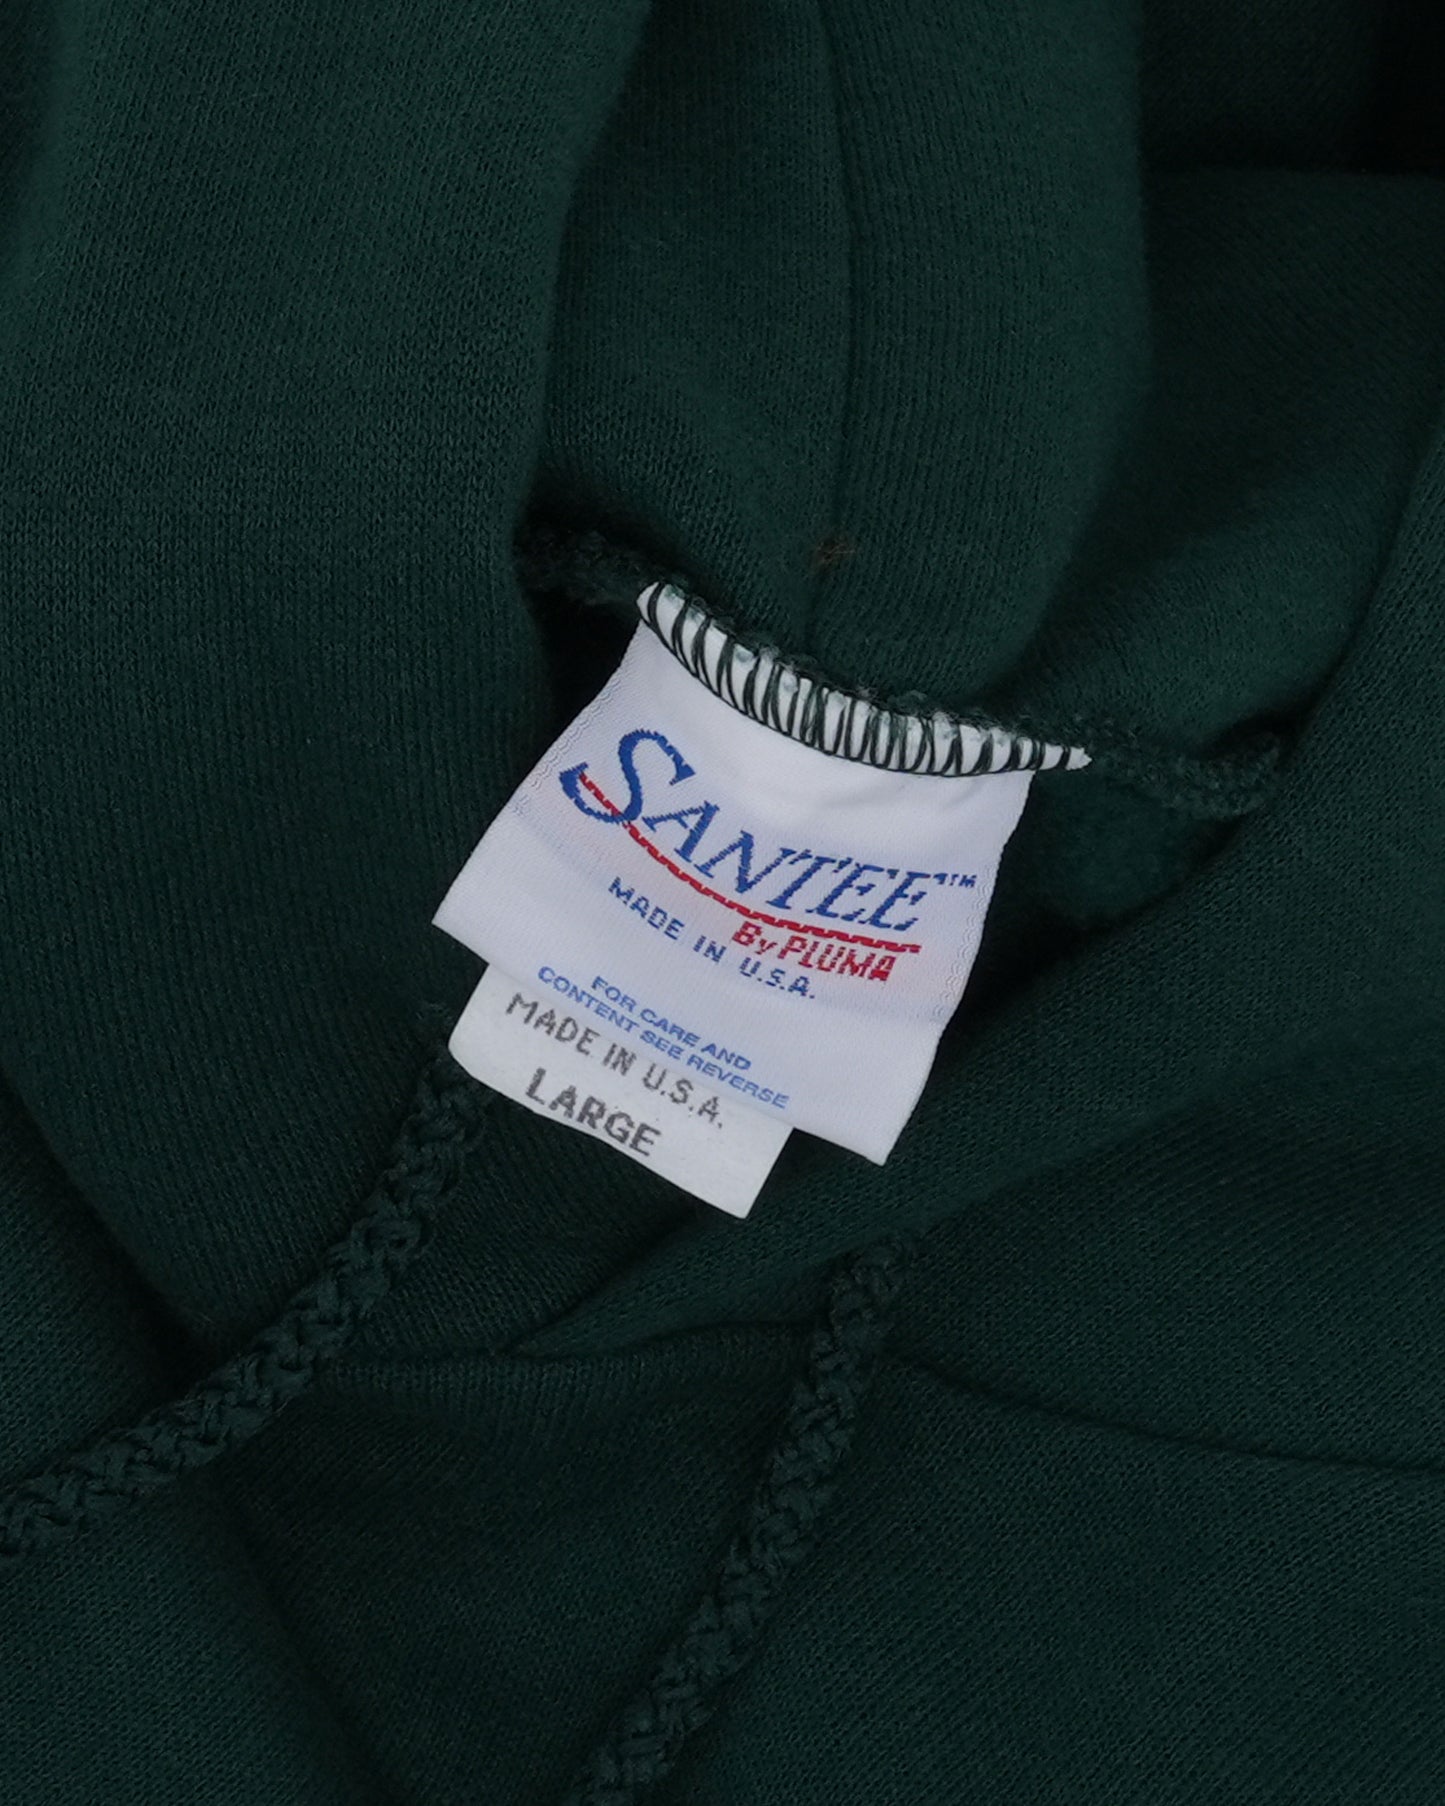 SANTEE™
By PLUMA
MADE IN U.S.A.
FOR CARE AND
CONTENT SEE REVERSE
MADE IN U.S.A.
LARGE